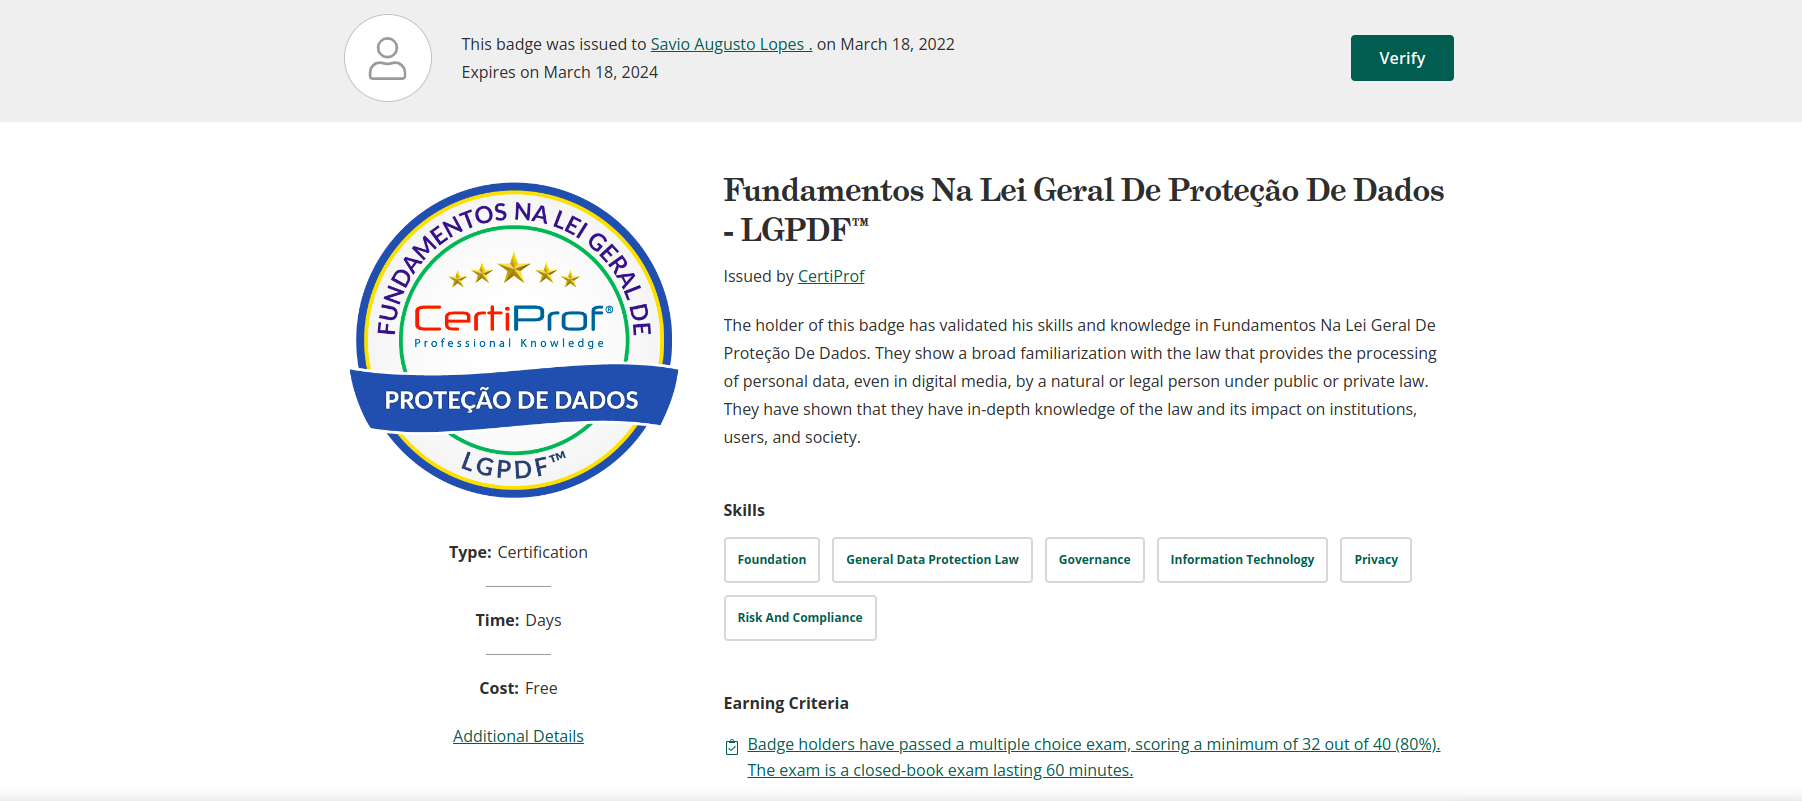 This badge was issued to Savio Augusto Lopes . on March 18, 2022
Expires on March 18, 2024
Verify
FUNDAMENTOS NA LEI GERAL DE
CertiProf®
Professional Knowledge
PROTEÇÃO DE DADOS
LGPDF™
Type: Certification
Time: Days
Cost: Free
Additional Details
Fundamentos Na Lei Geral De Proteção De Dados
- LGPDF™
Issued by CertiProf
The holder of this badge has validated his skills and knowledge in Fundamentos Na Lei Geral De
Proteção De Dados. They show a broad familiarization with the law that provides the processing
of personal data, even in digital media, by a natural or legal person under public or private law.
They have shown that they have in-depth knowledge of the law and its impact on institutions,
users, and society.
Skills
Foundation General Data Protection Law Governance Information Technology Privacy
Risk And Compliance
Earning Criteria
Badge holders have passed a multiple choice exam, scoring a minimum of 32 out of 40 (80%).
The exam is a closed-book exam lasting 60 minutes.